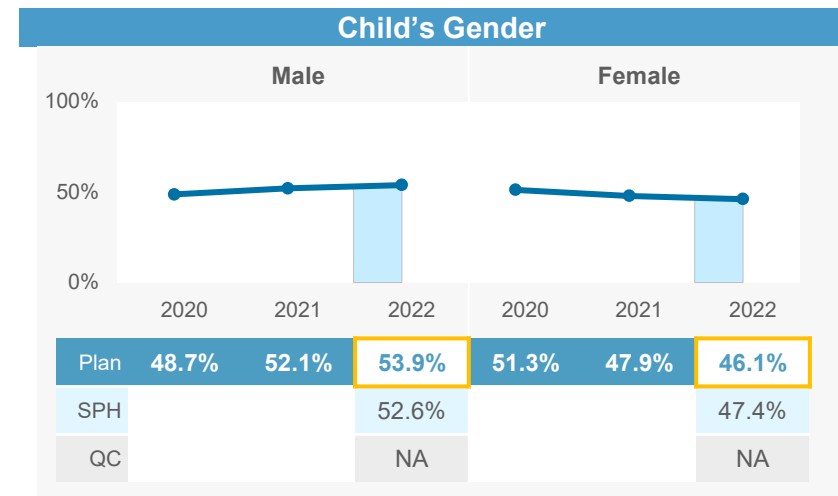 Child’s Gender
Male Female
100%
50%
0%
2020 2021 2022 2020 2021 2022
Plan 48.7% 52.1% 53.9% 51.3% 47.9% 46.1%
SPH 52.6% 47.4%
QC NA NA